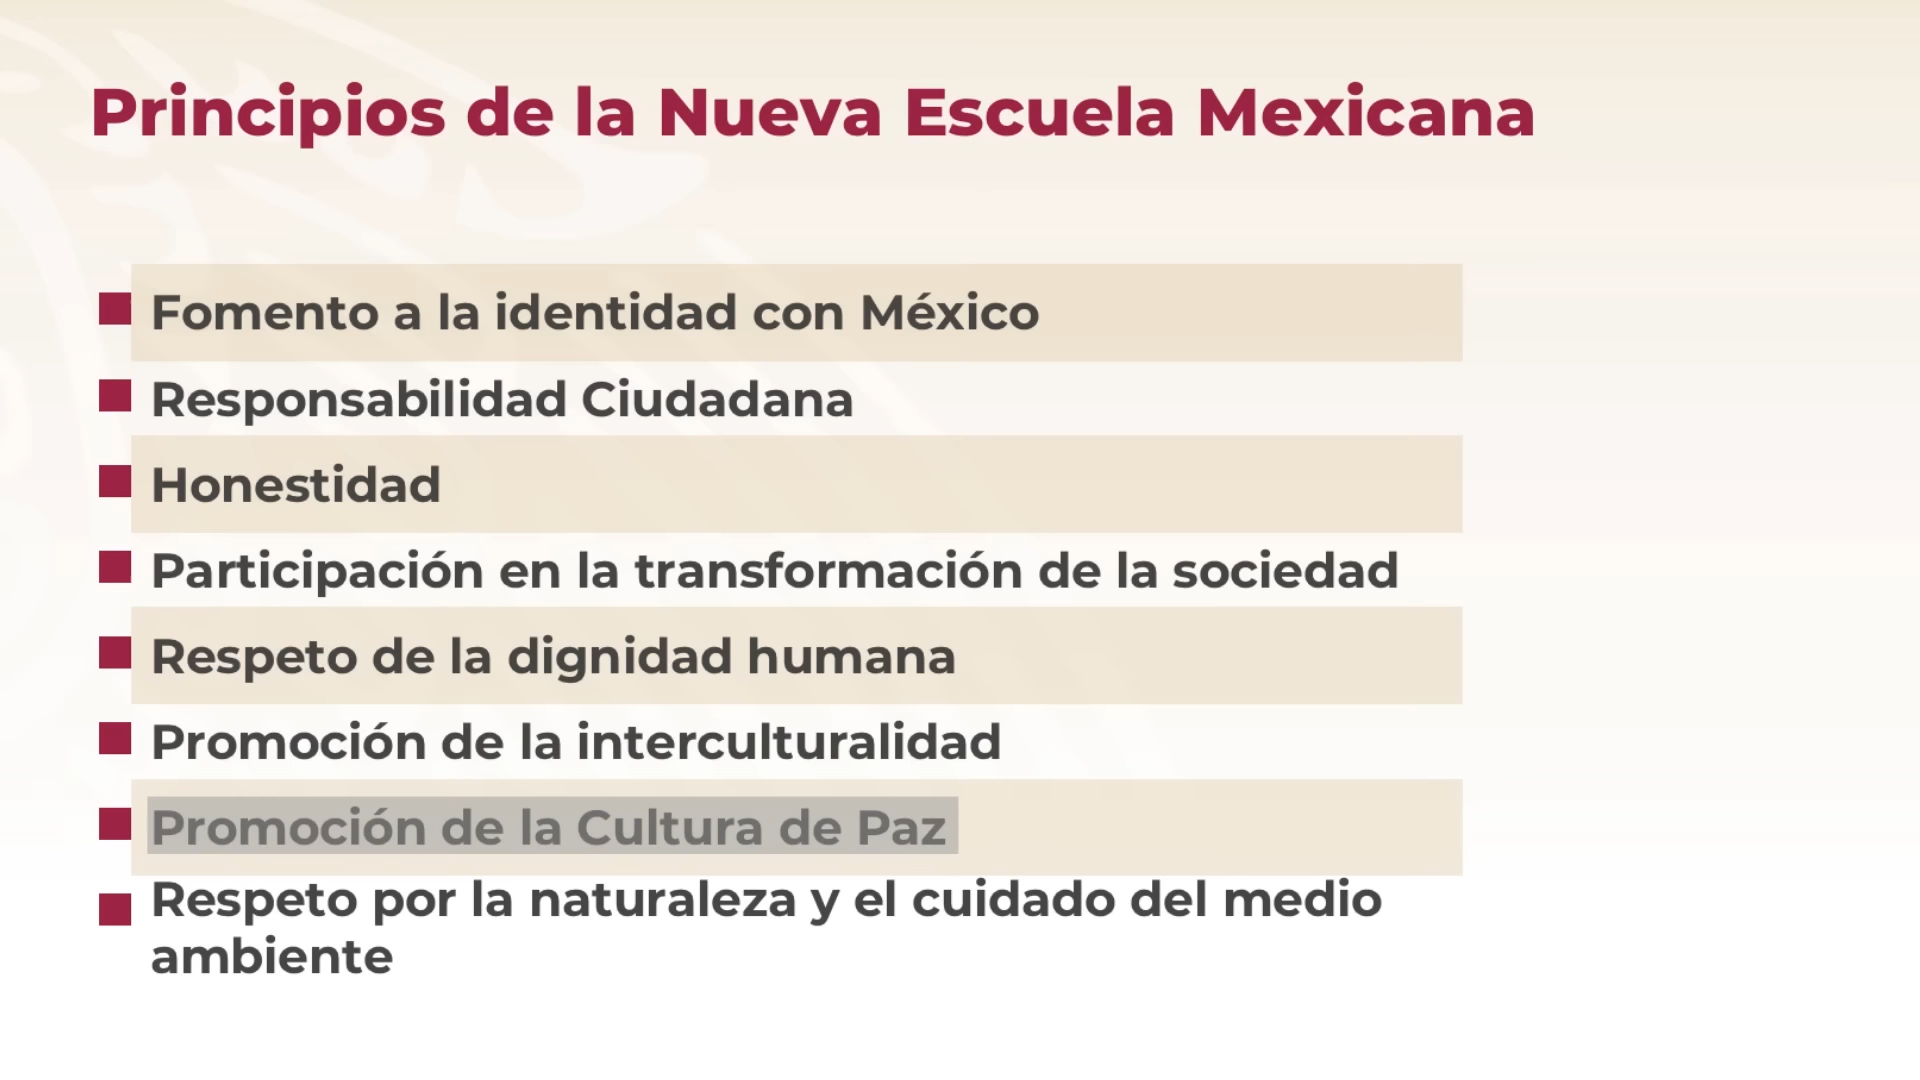 Principios de la Nueva Escuela Mexicana
Fomento a la identidad con México
Responsabilidad Ciudadana
Honestidad
Participación en la transformación de la sociedad
Respeto de la dignidad humana
Promoción de la interculturalidad
Promoción de la Cultura de Paz
Respeto por la naturaleza y el cuidado del medio
ambiente